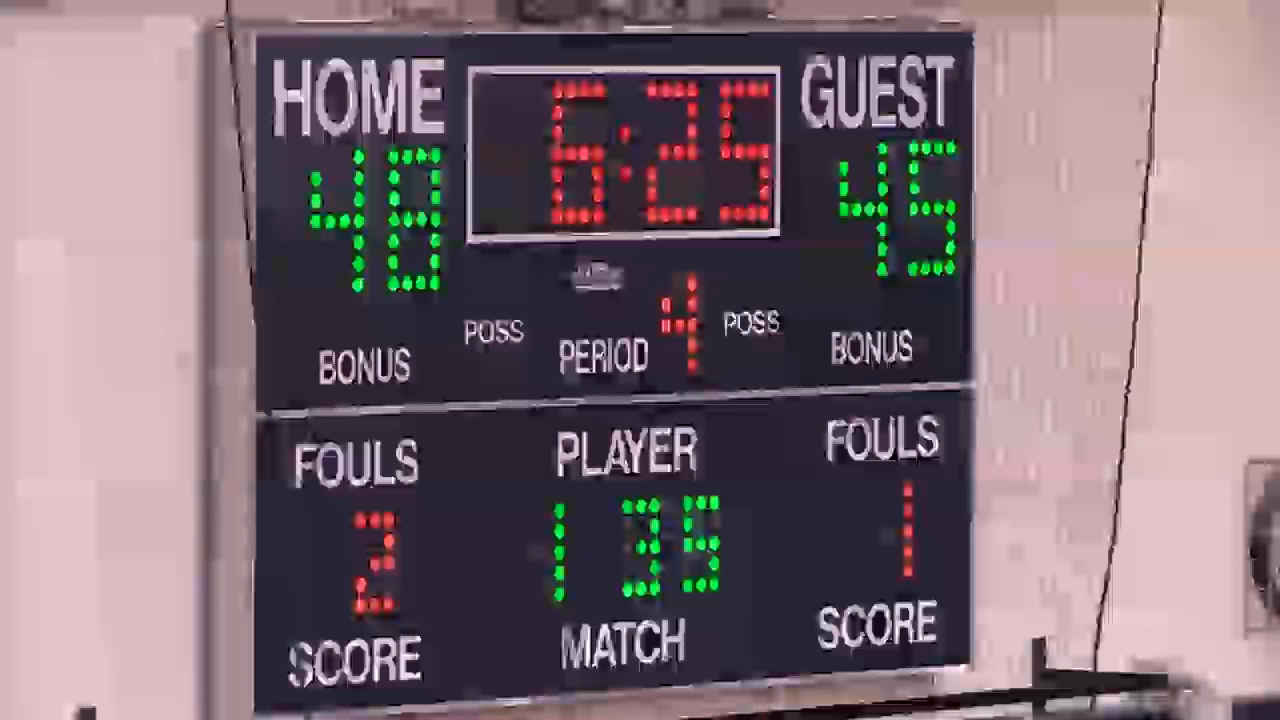 HOME 6:25 GUEST
48 45
POSS PERIOD 4 POSS
BONUS BONUS
FOULS PLAYER FOULS
2 1 35 1
SCORE MATCH SCORE